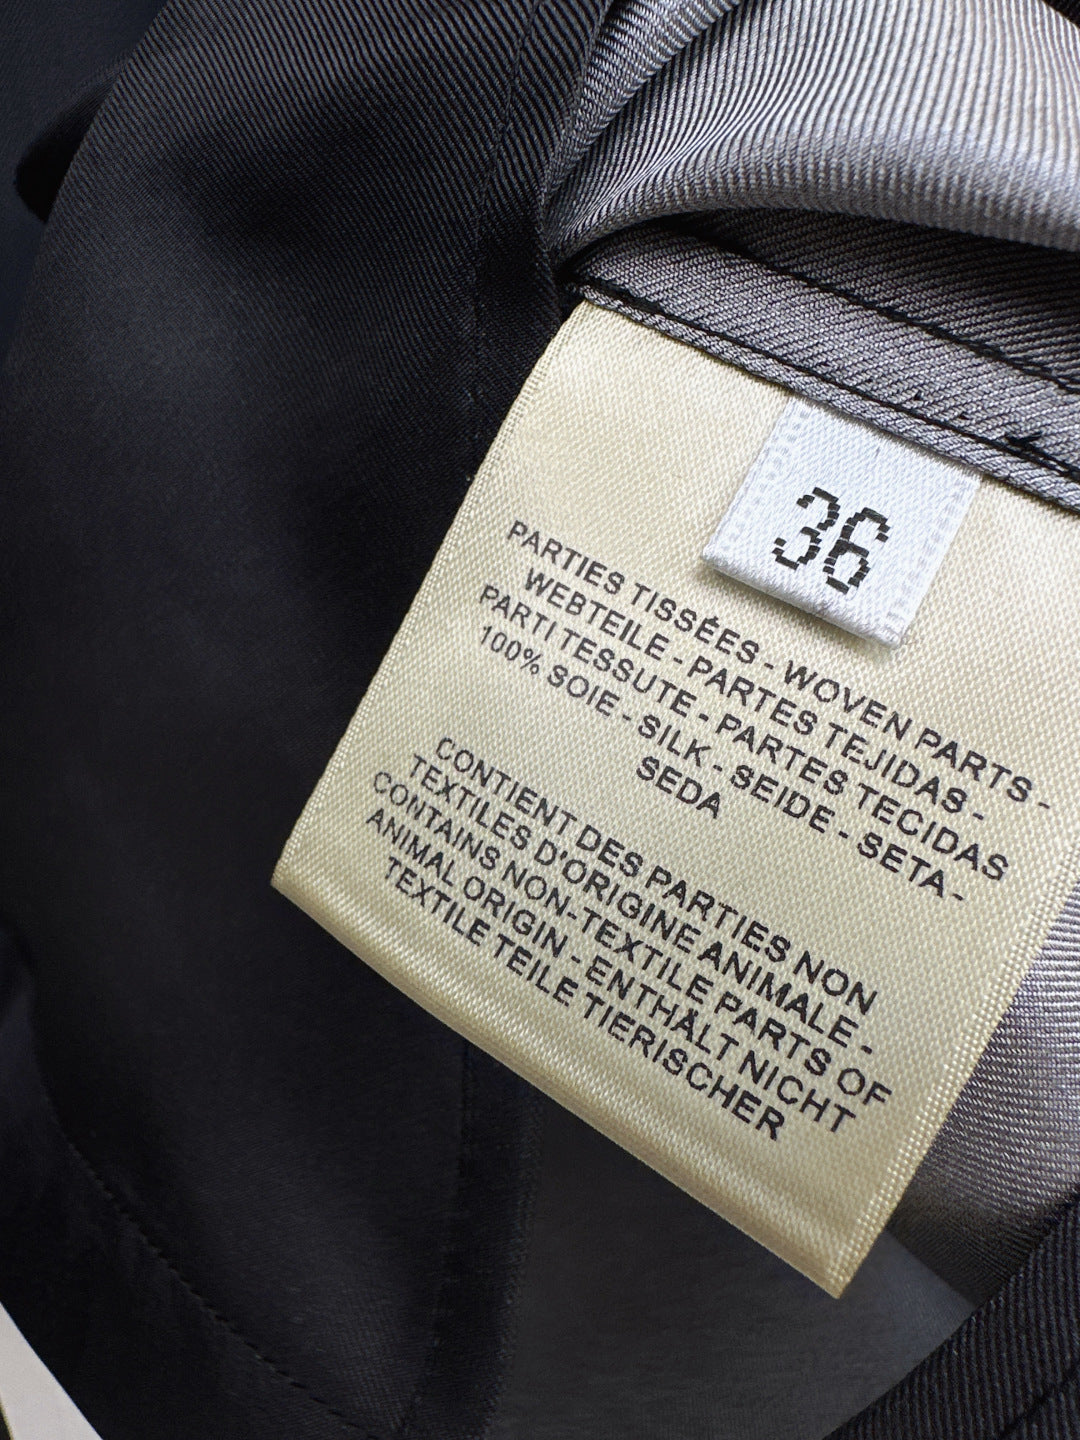 36
PARTIES TISSÉES - WOVEN PARTS -
WEBTEILE - PARTES TEJIDAS -
PARTI TESSUTE - PARTES TECIDAS
100% SOIE - SILK - SEIDE - SETA -
SEDA
CONTIENT DES PARTIES NON
TEXTILES D'ORIGINE ANIMALE -
CONTAINS NON-TEXTILE PARTS OF
ANIMAL ORIGIN - ENTHÄLT NICHT
TEXTILE TEILE TIERISCHER